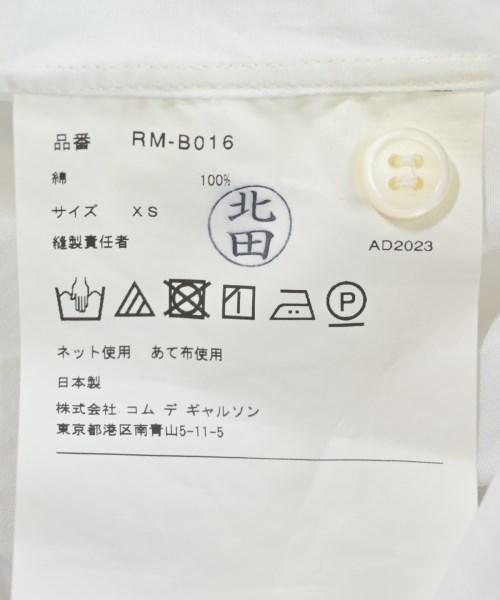 品番 RM-B016
綿 100%
サイズ XS
北田
縫製責任者 AD2023
P
ネット使用 あて布使用
日本製
株式会社 コム デ ギャルソン
東京都港区南青山5-11-5